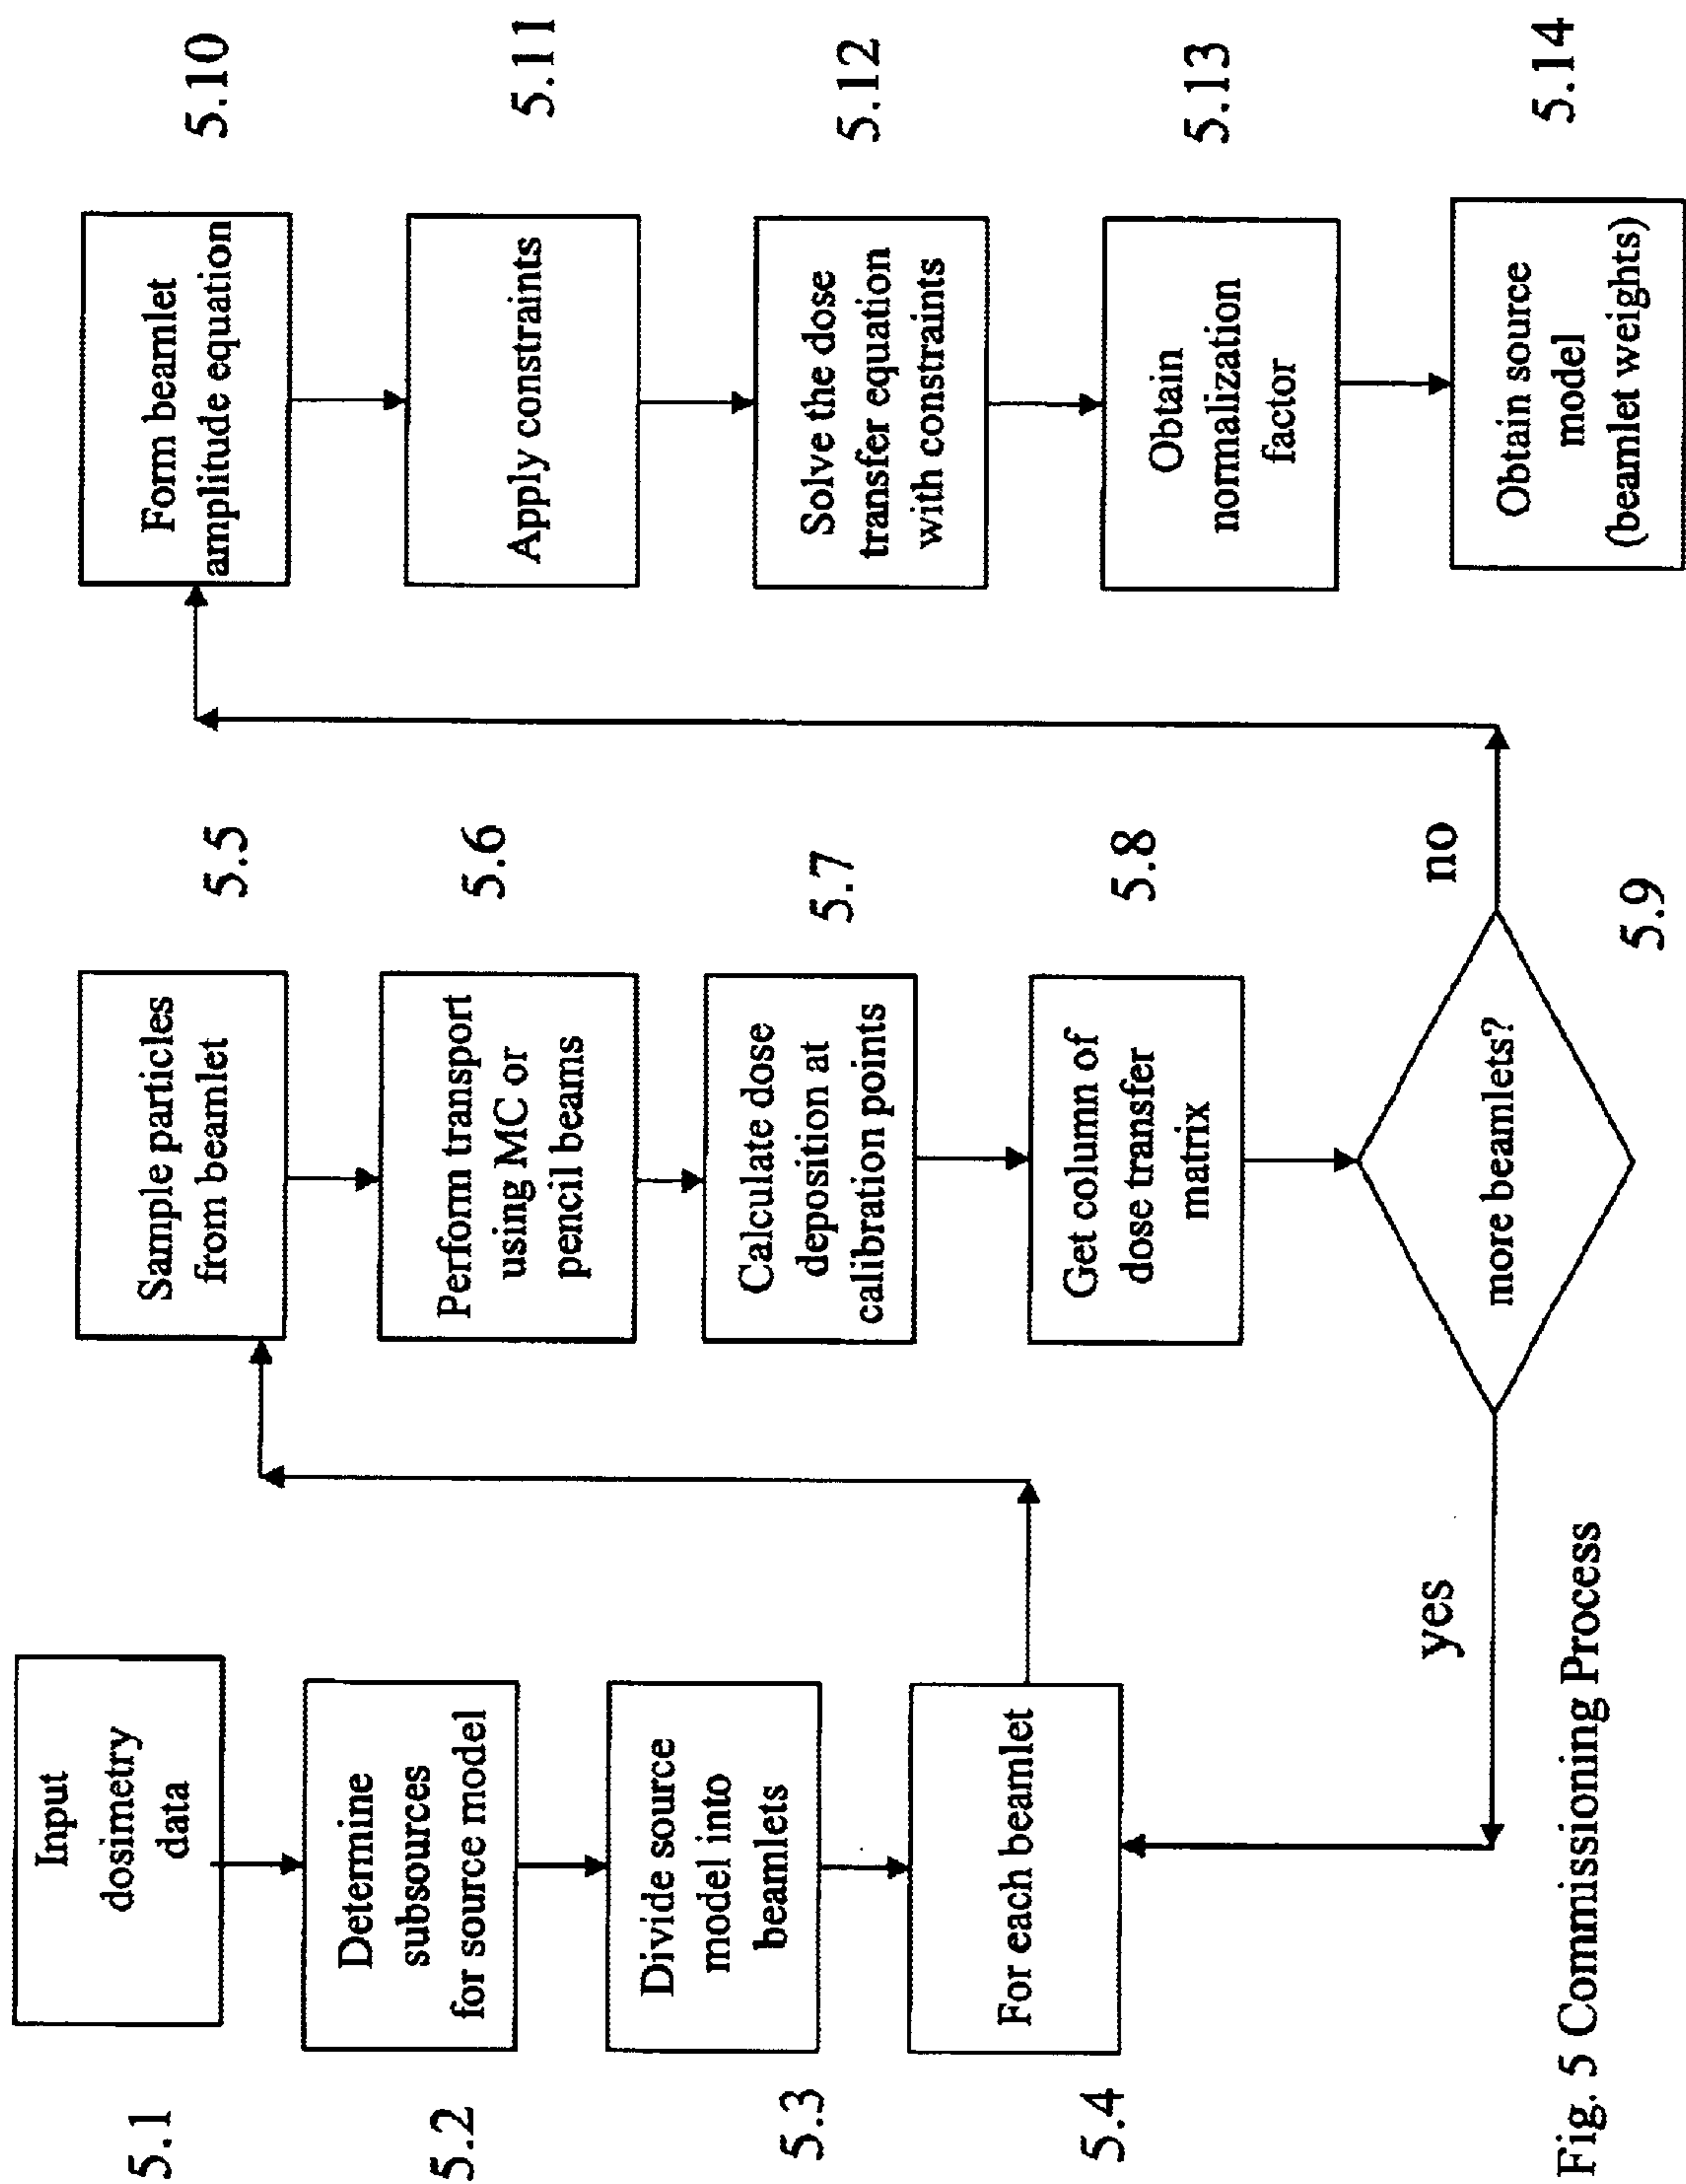 5.1
Input
dosimetry
data
5.2
Determine
subsources
for source model
5.3
Divide source
model into
beamlets
5.4
For each beamlet
5.5
Sample particles
from beamlet
5.6
Perform transport
using MC or
pencil beams
5.7
Calculate dose
deposition at
calibration points
5.8
Get column of
dose transfer
matrix
more beamlets?
yes
no
5.9
5.10
Form beamlet
amplitude equation
5.11
Apply constraints
5.12
Solve the dose
transfer equation
with constraints
5.13
Obtain
normalization
factor
5.14
Obtain source
model
(beamlet weights)
Fig. 5 Commissioning Process